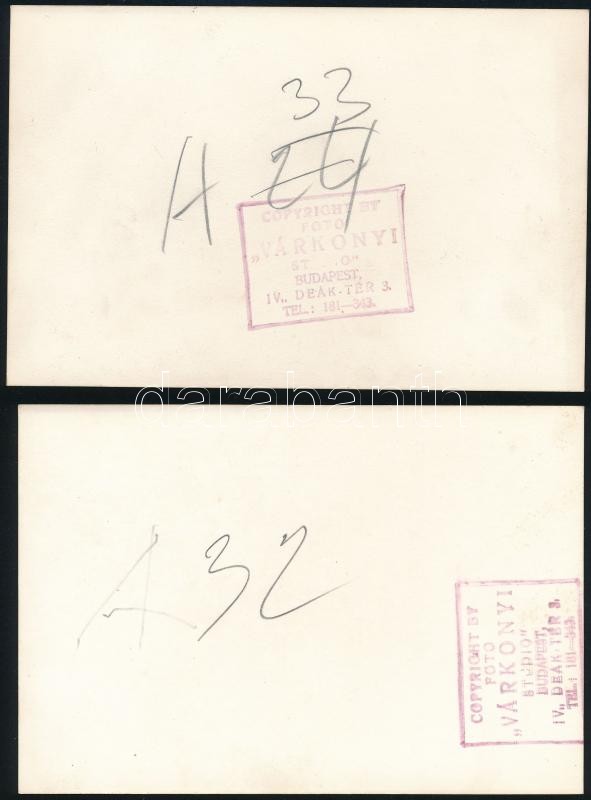 33
A 24
COPYRIGHT BY
FOTO
„VÁRKONYI
ST...O"
BUDAPEST,
IV., DEÁK-TÉR 3.
TEL.: 181—343.
darabanth
A 32
COPYRIGHT BY
FOTO
„VÁRKONYI
STUDIO"
BUDAPEST,
IV., DEÁK-TÉR 3.
TEL.: 181—343.